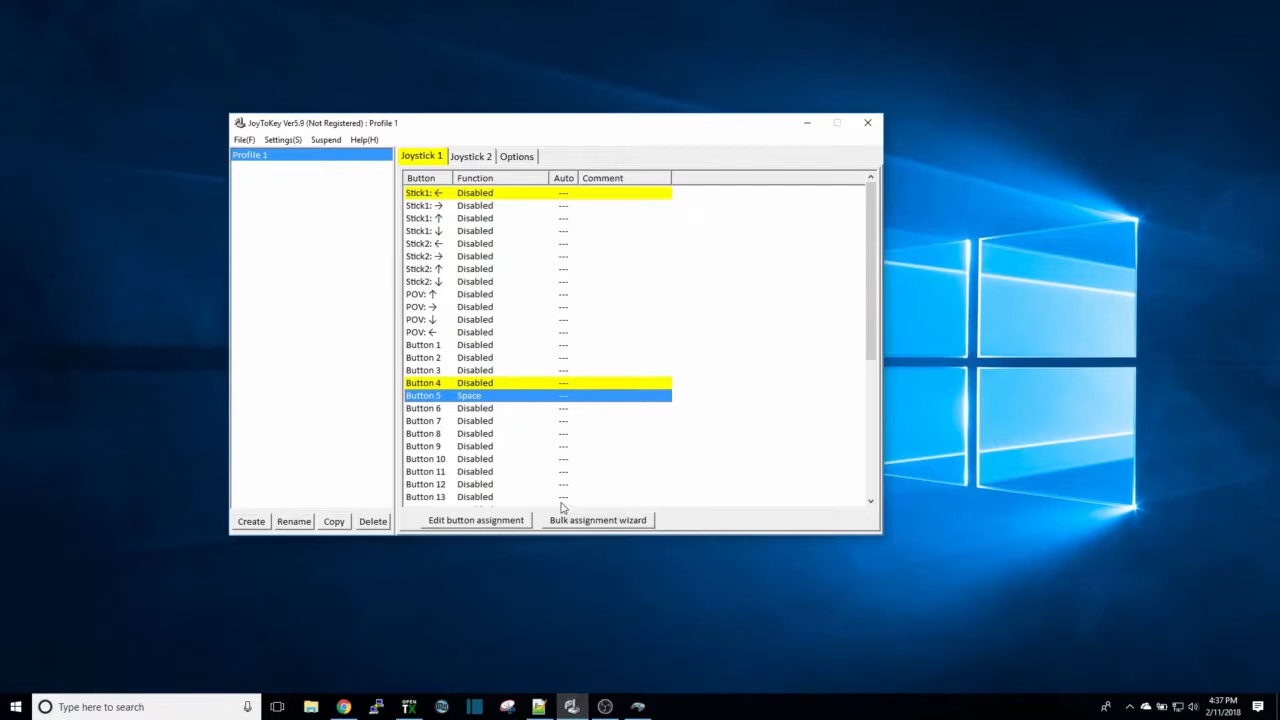 JoyToKey Ver5.9 (Not Registered) : Profile 1
File(F) Settings(S) Suspend Help(H)
Profile 1
Joystick 1 Joystick 2 Options
Button Function Auto Comment
Stick1: ← Disabled ---
Stick1: → Disabled ---
Stick1: ↑ Disabled ---
Stick1: ↓ Disabled ---
Stick2: ← Disabled ---
Stick2: → Disabled ---
Stick2: ↑ Disabled ---
Stick2: ↓ Disabled ---
POV: ↑ Disabled ---
POV: → Disabled ---
POV: ↓ Disabled ---
POV: ← Disabled ---
Button 1 Disabled ---
Button 2 Disabled ---
Button 3 Disabled ---
Button 4 Disabled ---
Button 5 Space ---
Button 6 Disabled ---
Button 7 Disabled ---
Button 8 Disabled ---
Button 9 Disabled ---
Button 10 Disabled ---
Button 11 Disabled ---
Button 12 Disabled ---
Button 13 Disabled ---
Create Rename Copy Delete
Edit button assignment Bulk assignment wizard
Type here to search
OPEN
TX
4:37 PM
2/11/2018